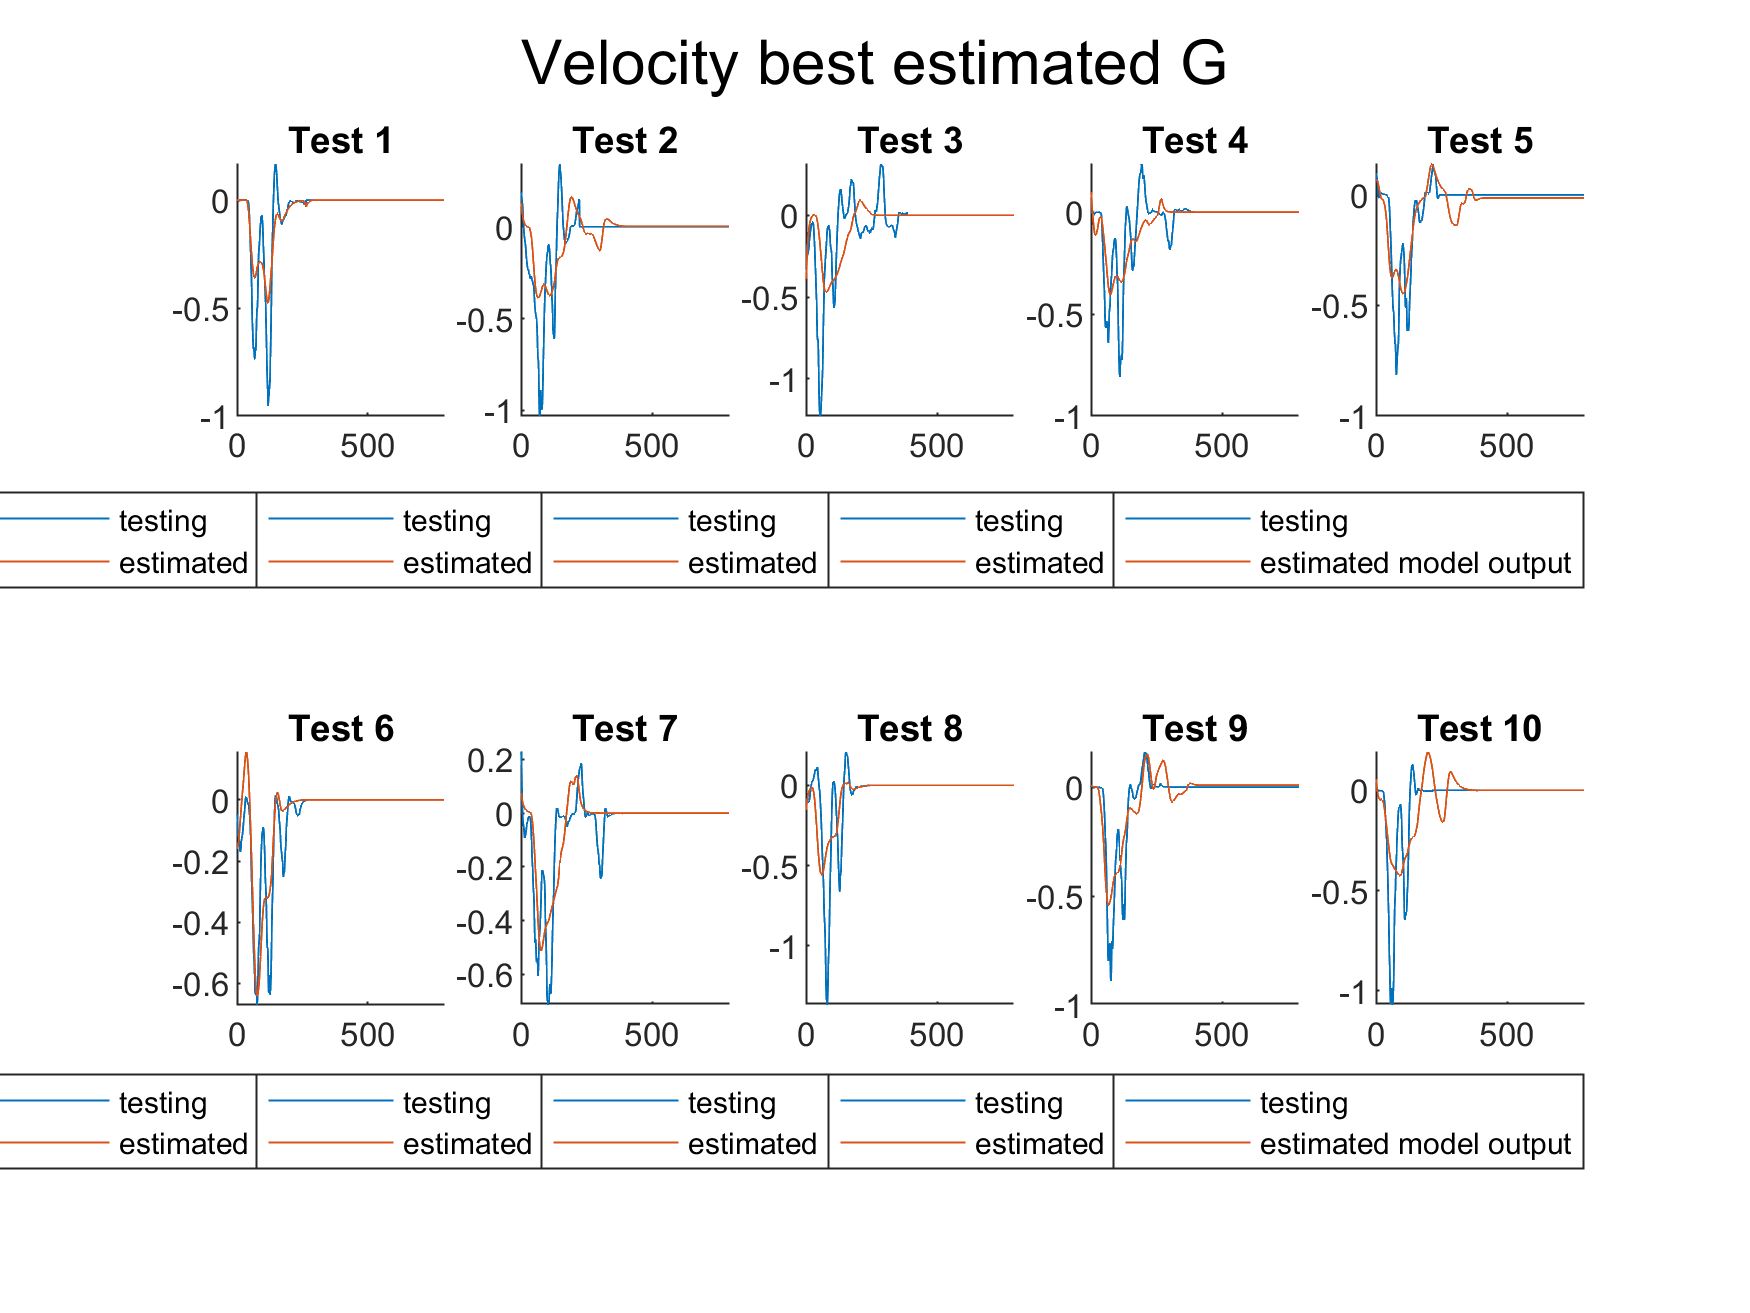 Velocity best estimated G
Test 1 Test 2 Test 3 Test 4 Test 5
0 -0.5 -1 0 500
0 -0.5 -1 0 500
0 -0.5 -1 0 500
0 -0.5 -1 0 500
0 -0.5 -1 0 500
testing testing testing testing testing
estimated estimated estimated estimated estimated model output
Test 6 Test 7 Test 8 Test 9 Test 10
0 -0.2 -0.4 -0.6 0 500
0.2 0 -0.2 -0.4 -0.6 0 500
0 -0.5 -1 0 500
0 -0.5 -1 0 500
0 -0.5 -1 0 500
testing testing testing testing testing
estimated estimated estimated estimated estimated model output